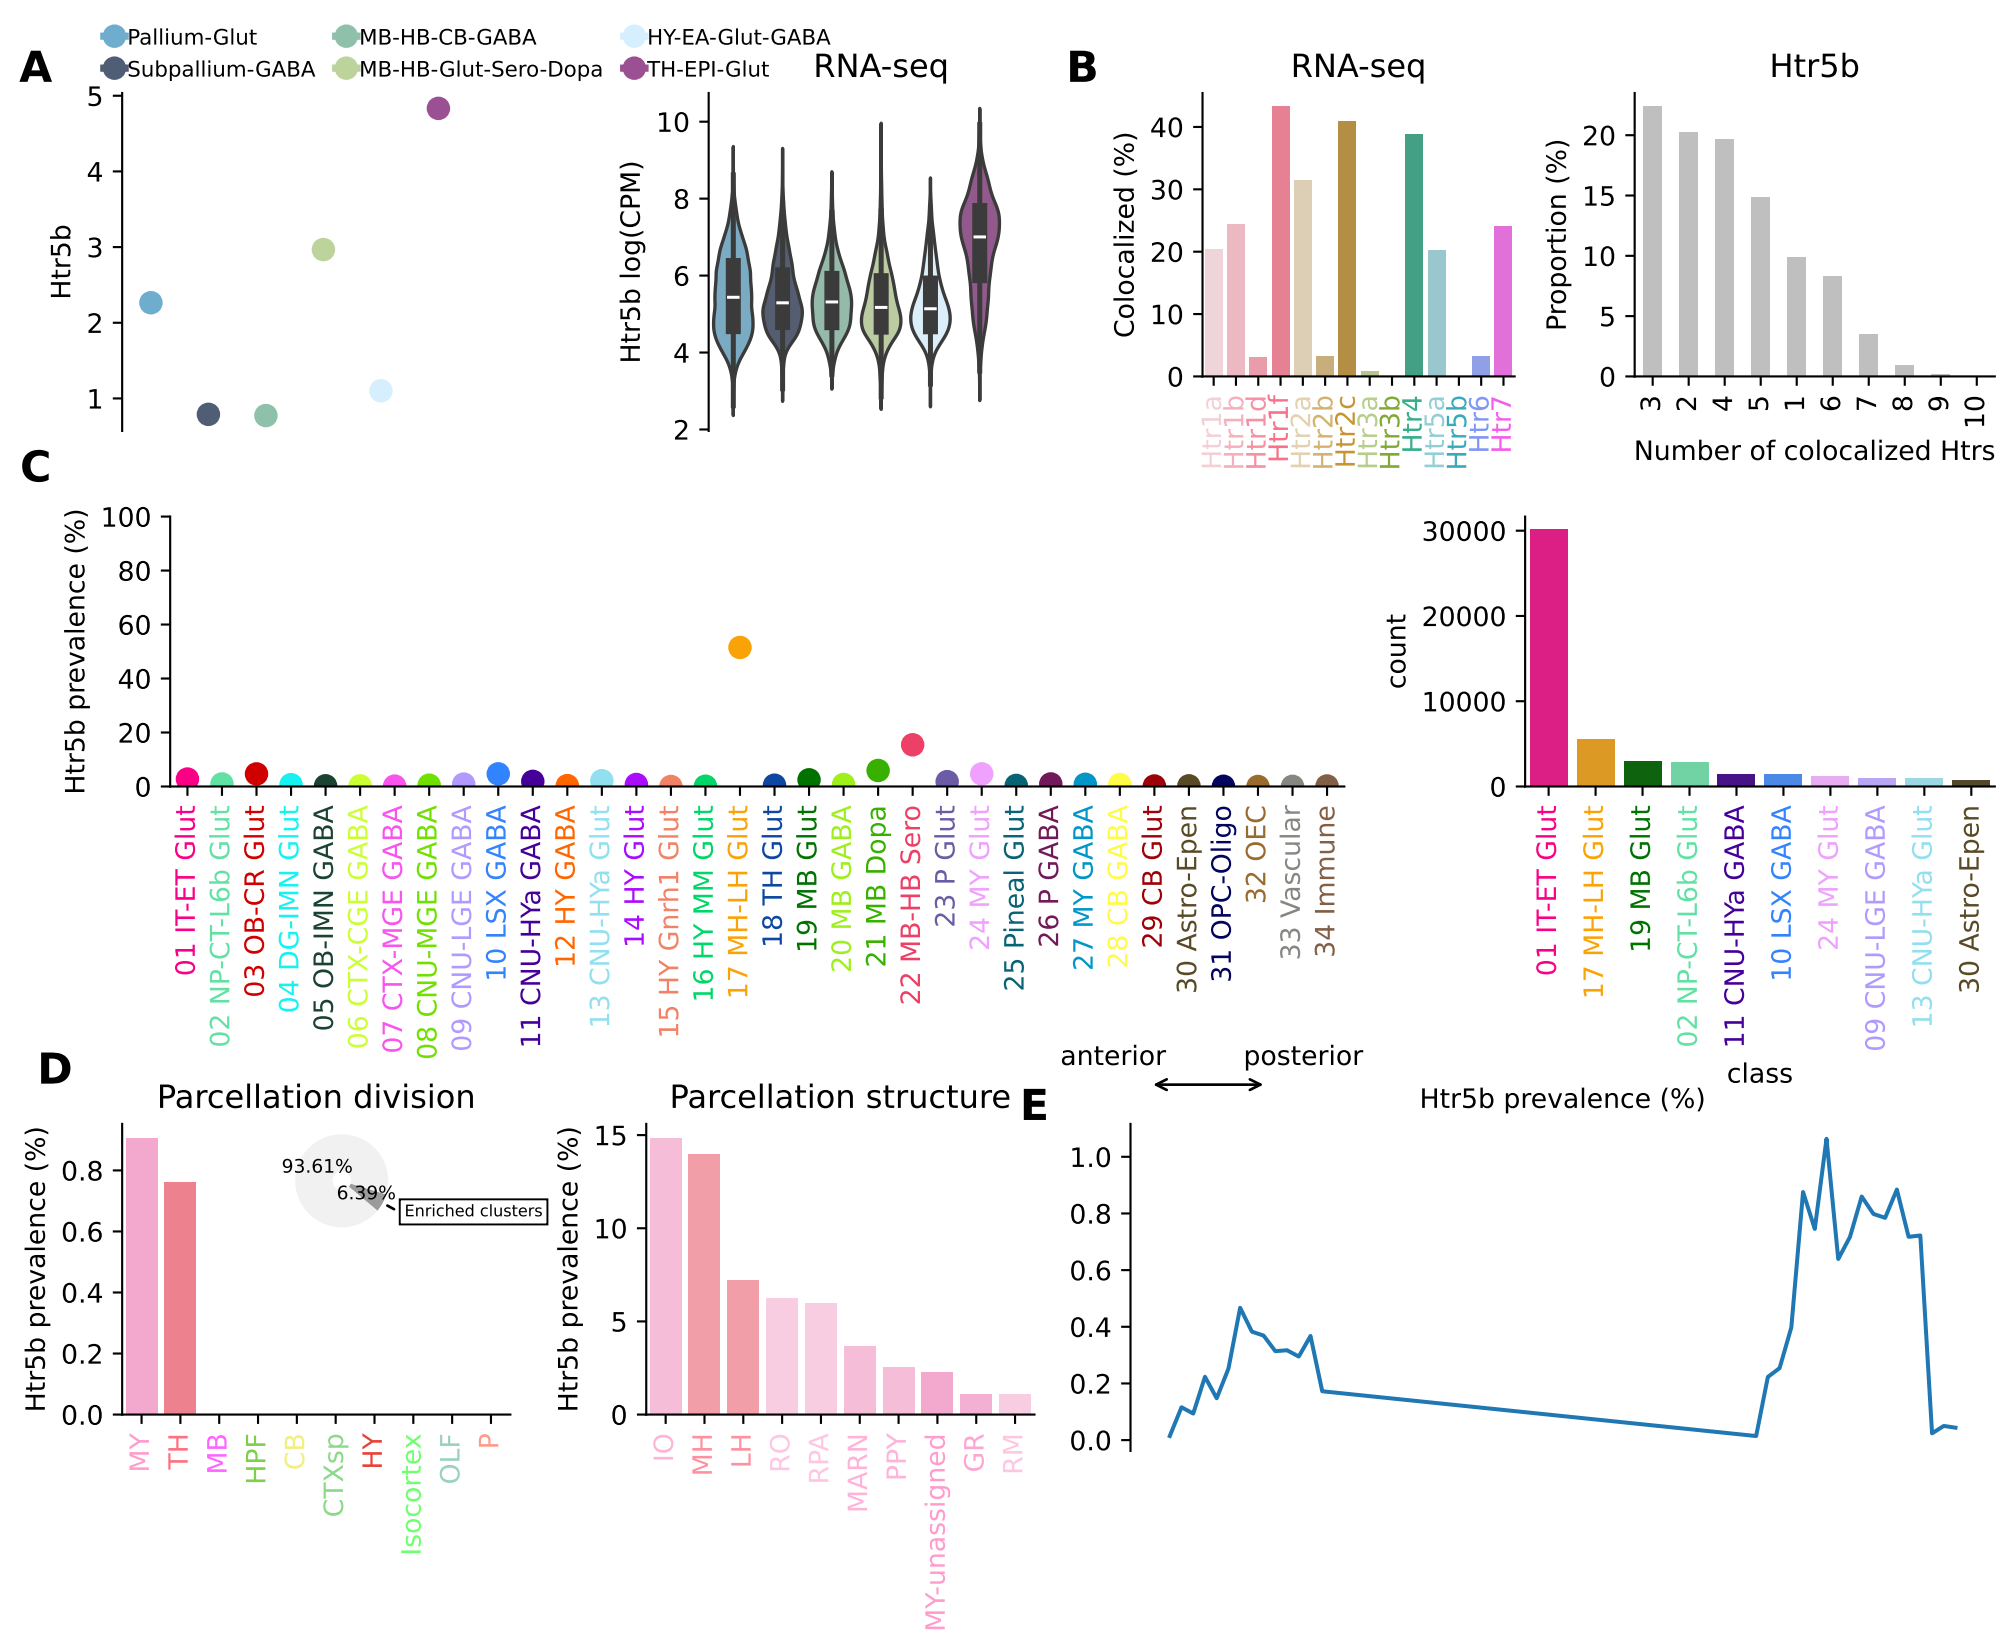 A
Pallium-Glut
Subpallium-GABA
MB-HB-CB-GABA
MB-HB-Glut-Sero-Dopa
HY-EA-Glut-GABA
TH-EPI-Glut
Htr5b
5
4
3
2
1
RNA-seq
Htr5b log(CPM)
10
8
6
4
2
B
RNA-seq
Colocalized (%)
40
30
20
10
0
Htr1a
Htr1b
Htr1d
Htr1f
Htr2a
Htr2b
Htr2c
Htr3a
Htr3b
Htr4
Htr5a
Htr5b
Htr6
Htr7
Htr5b
Proportion (%)
20
15
10
5
0
3
2
4
5
1
6
7
8
9
10
Number of colocalized Htrs
C
Htr5b prevalence (%)
100
80
60
40
20
0
01 IT-ET Glut
02 NP-CT-L6b Glut
03 OB-CR Glut
04 DG-IMN Glut
05 OB-IMN GABA
06 CTX-CGE GABA
07 CTX-MGE GABA
08 CNU-MGE GABA
09 CNU-LGE GABA
10 LSX GABA
11 CNU-HYa GABA
12 HY GABA
13 CNU-HYa Glut
14 HY Glut
15 HY Gnrh1 Glut
16 HY MM Glut
17 MH-LH Glut
18 TH Glut
19 MB Glut
20 MB GABA
21 MB Dopa
22 MB-HB Sero
23 P Glut
24 MY Glut
25 Pineal Glut
26 P GABA
27 MY GABA
28 CB GABA
29 CB Glut
30 Astro-Epen
31 OPC-Oligo
32 OEC
33 Vascular
34 Immune
count
30000
20000
10000
0
01 IT-ET Glut
17 MH-LH Glut
19 MB Glut
02 NP-CT-L6b Glut
11 CNU-HYa GABA
10 LSX GABA
24 MY Glut
09 CNU-LGE GABA
13 CNU-HYa Glut
30 Astro-Epen
class
D
Parcellation division
Htr5b prevalence (%)
0.8
0.6
0.4
0.2
0.0
93.61%
6.39%
Enriched clusters
MY
TH
MB
HPF
CB
CTXsp
HY
Isocortex
OLF
P
Parcellation structure
Htr5b prevalence (%)
15
10
5
0
IO
MH
LH
RO
RPA
MARN
PPY
MY-unassigned
GR
RM
E
anterior
posterior
Htr5b prevalence (%)
1.0
0.8
0.6
0.4
0.2
0.0